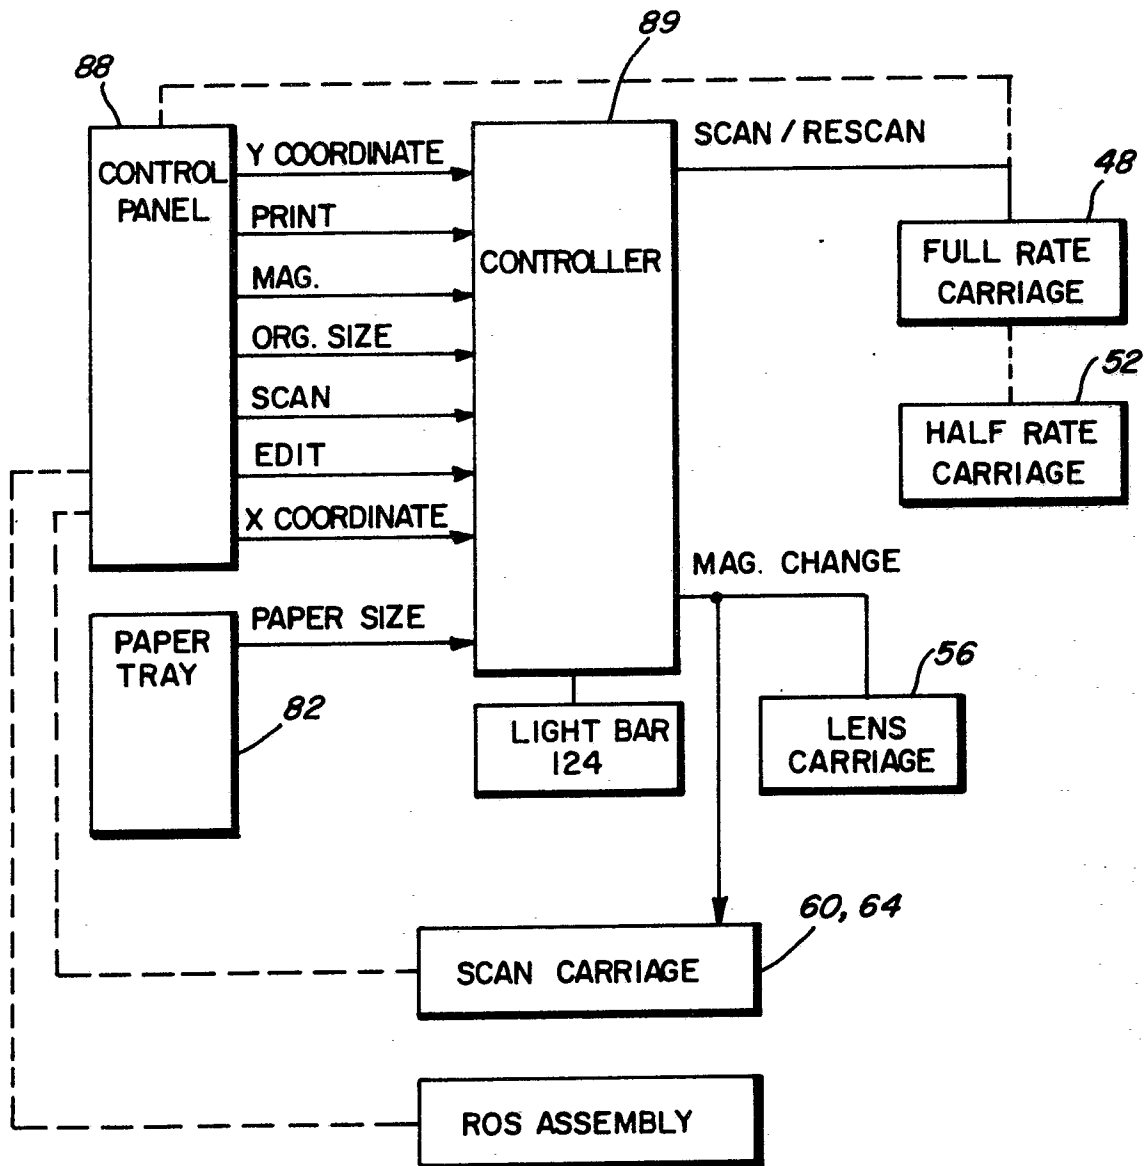 89
88
CONTROL
PANEL
Y COORDINATE
PRINT
MAG.
ORG. SIZE
SCAN
EDIT
X COORDINATE
CONTROLLER
SCAN / RESCAN
48
FULL RATE
CARRIAGE
52
HALF RATE
CARRIAGE
MAG. CHANGE
PAPER
TRAY
PAPER SIZE
82
LIGHT BAR
124
56
LENS
CARRIAGE
60, 64
SCAN CARRIAGE
ROS ASSEMBLY